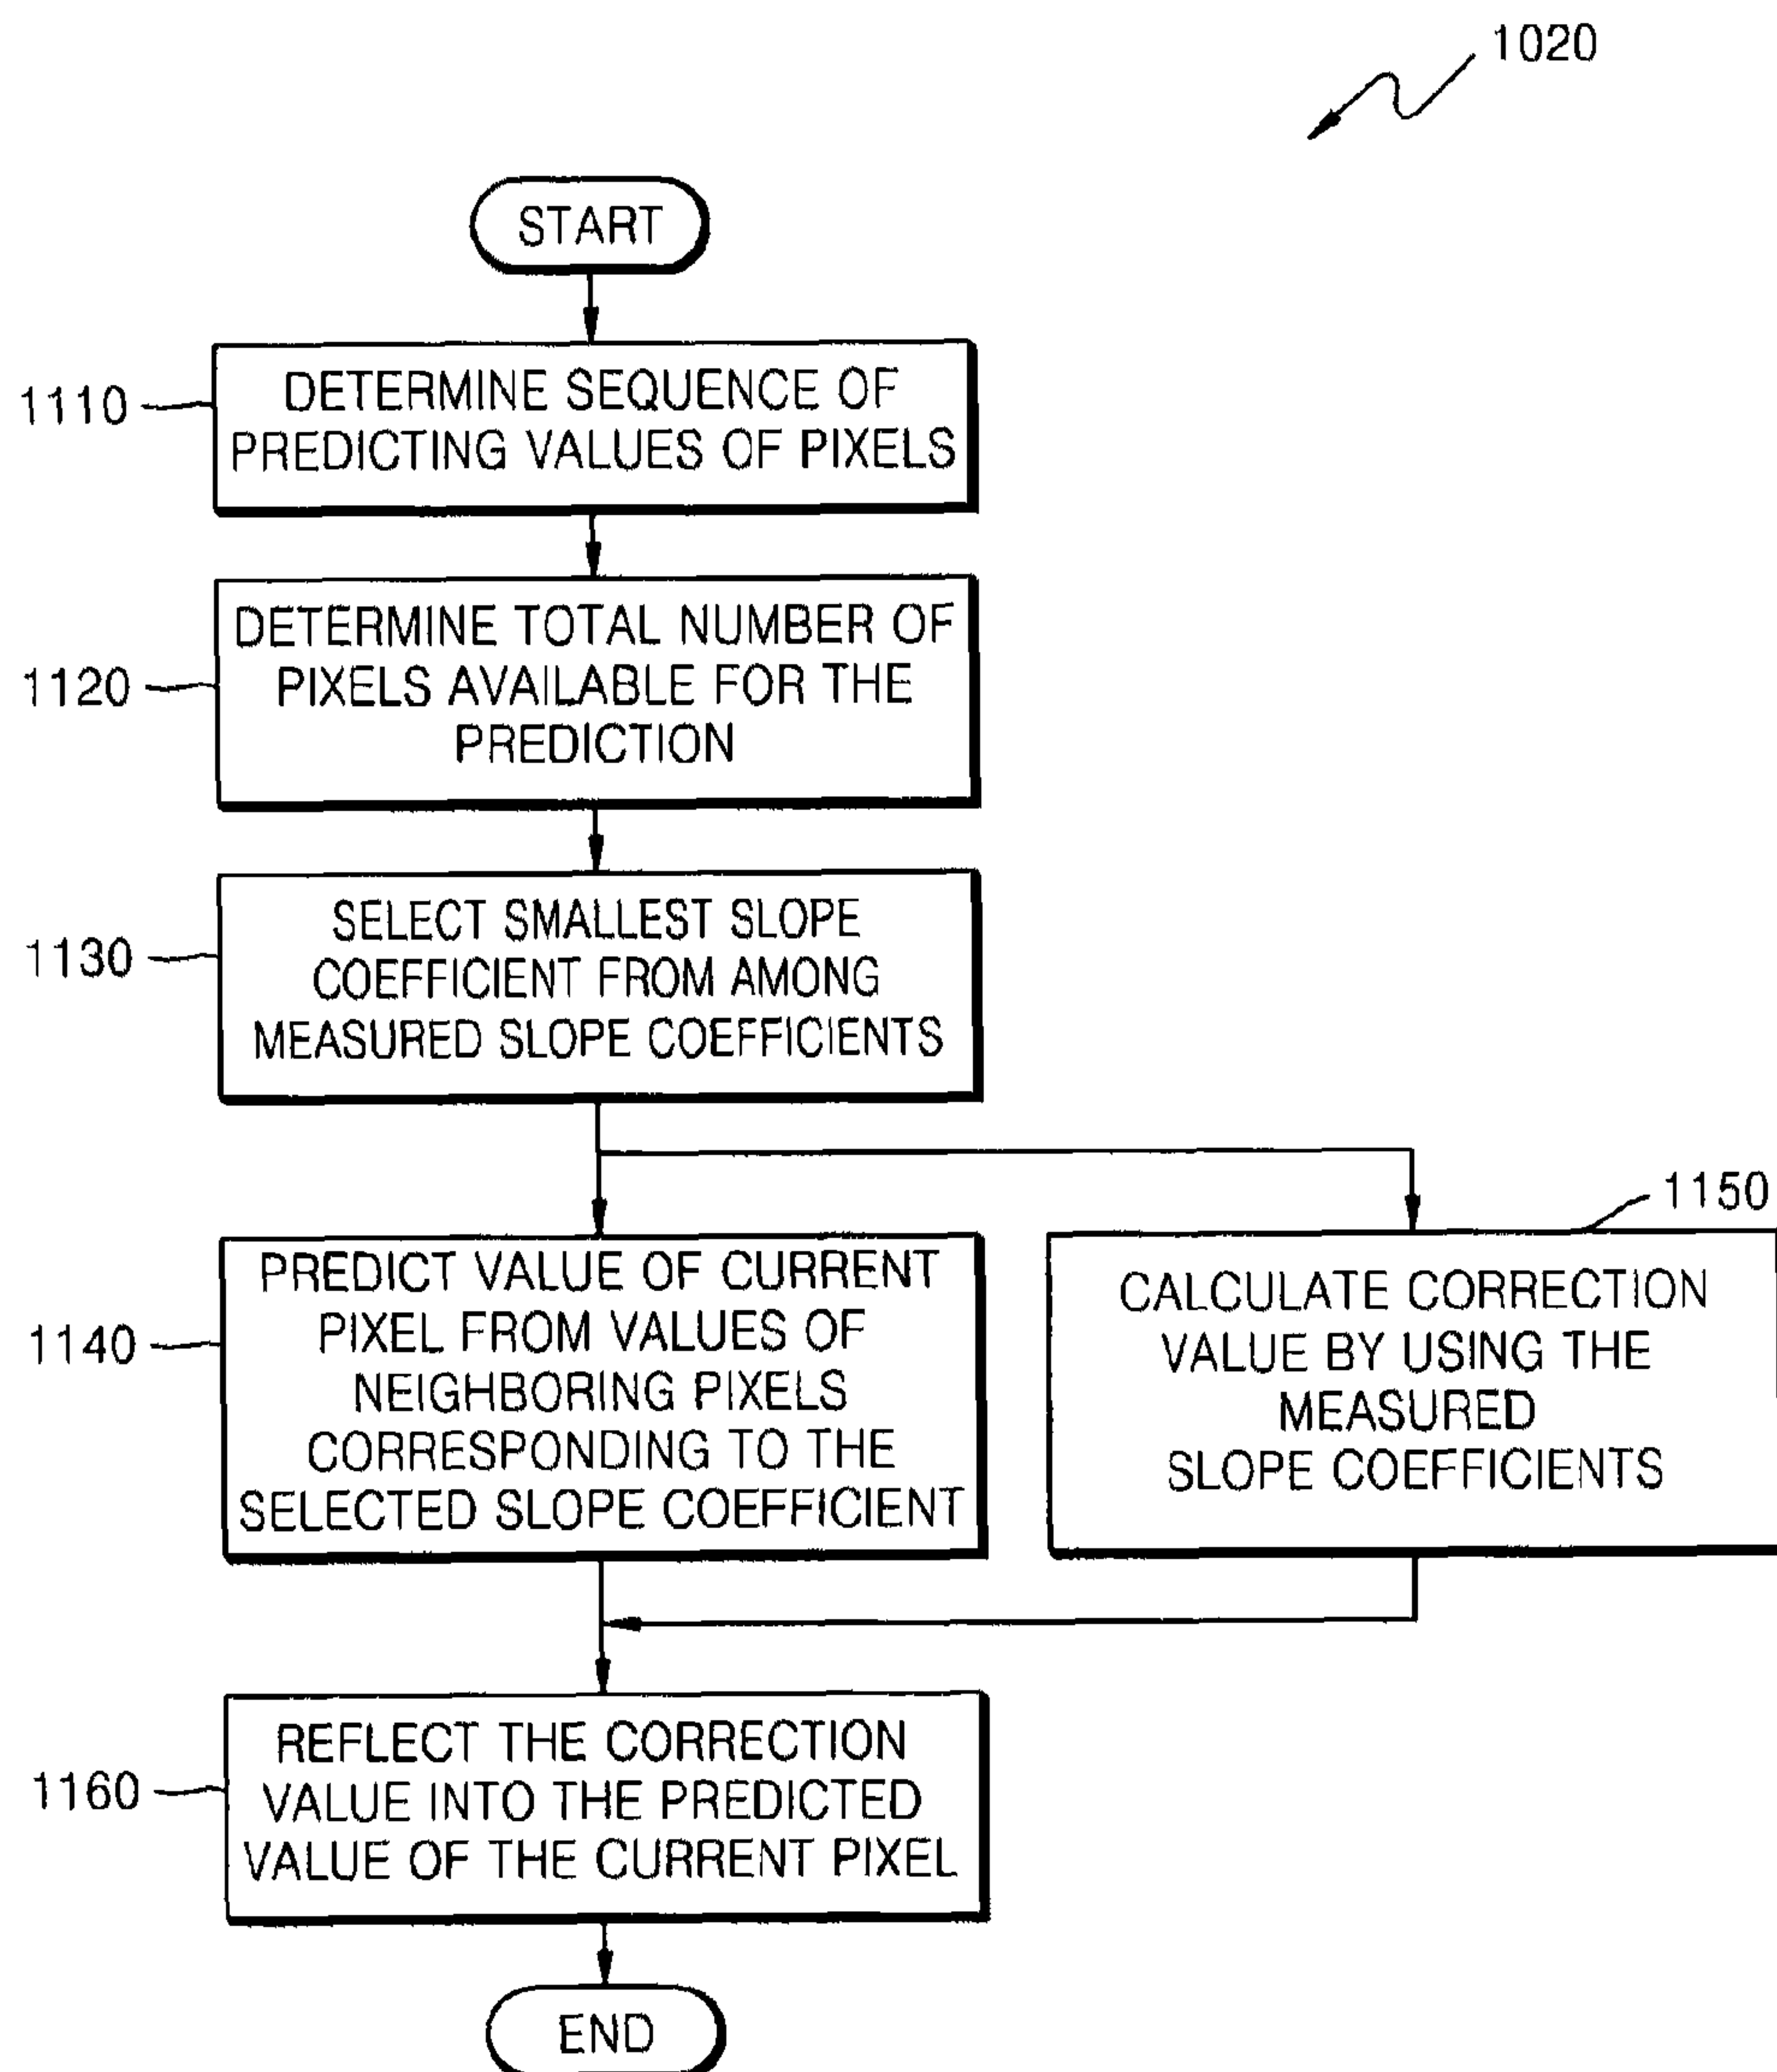 1020
START
1110
DETERMINE SEQUENCE OF
PREDICTING VALUES OF PIXELS
1120
DETERMINE TOTAL NUMBER OF
PIXELS AVAILABLE FOR THE
PREDICTION
1130
SELECT SMALLEST SLOPE
COEFFICIENT FROM AMONG
MEASURED SLOPE COEFFICIENTS
1140
PREDICT VALUE OF CURRENT
PIXEL FROM VALUES OF
NEIGHBORING PIXELS
CORRESPONDING TO THE
SELECTED SLOPE COEFFICIENT
1150
CALCULATE CORRECTION
VALUE BY USING THE
MEASURED
SLOPE COEFFICIENTS
1160
REFLECT THE CORRECTION
VALUE INTO THE PREDICTED
VALUE OF THE CURRENT PIXEL
END